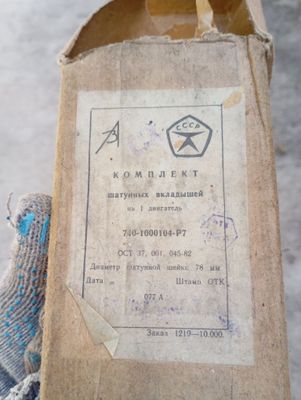 СССР
КОМПЛЕКТ
шатунных вкладышей
на 1 двигатель
740-1000104-Р7
ОСТ 37. 001. 045-82
Диаметр шатунной шейки 78 мм
Дата Штамп ОТК
077 А
Заказ 1219—10.000.